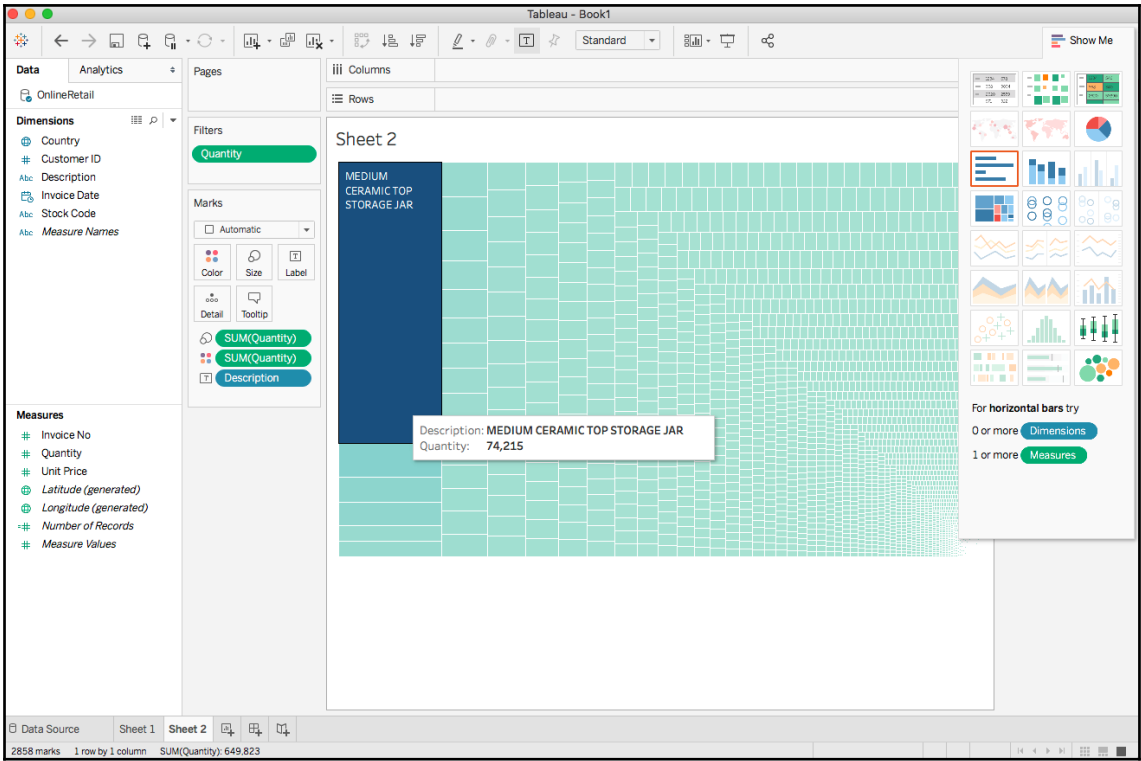 Tableau - Book1
Standard
Show Me
Data
Analytics
OnlineRetail
Dimensions
Country
Customer ID
Abc Description
Invoice Date
Abc Stock Code
Abc Measure Names
Measures
Invoice No
Quantity
Unit Price
Latitude (generated)
Longitude (generated)
Number of Records
Measure Values
Pages
Filters
Quantity
Marks
Automatic
Color Size Label
Detail Tooltip
SUM(Quantity)
SUM(Quantity)
Description
Columns
Rows
Sheet 2
MEDIUM
CERAMIC TOP
STORAGE JAR
Description: MEDIUM CERAMIC TOP STORAGE JAR
Quantity: 74,215
For horizontal bars try
0 or more Dimensions
1 or more Measures
Data Source Sheet 1 Sheet 2
2858 marks 1 row by 1 column SUM(Quantity): 649,823